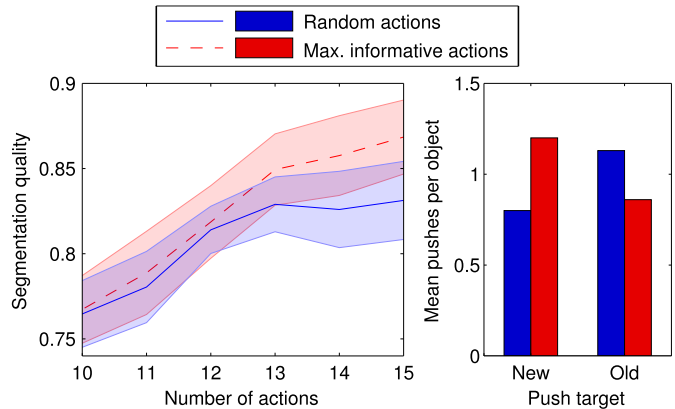 Random actions
Max. informative actions
0.9
0.85
0.8
0.75
Segmentation quality
10 11 12 13 14 15
Number of actions
1.5
1
0.5
0
Mean pushes per object
New Old
Push target